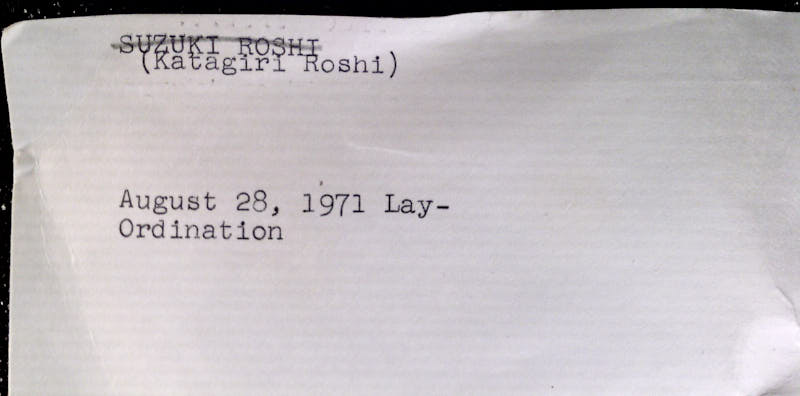 SUZUKI ROSHI
(Katagiri Roshi)
August 28, 1971 Lay-
Ordination